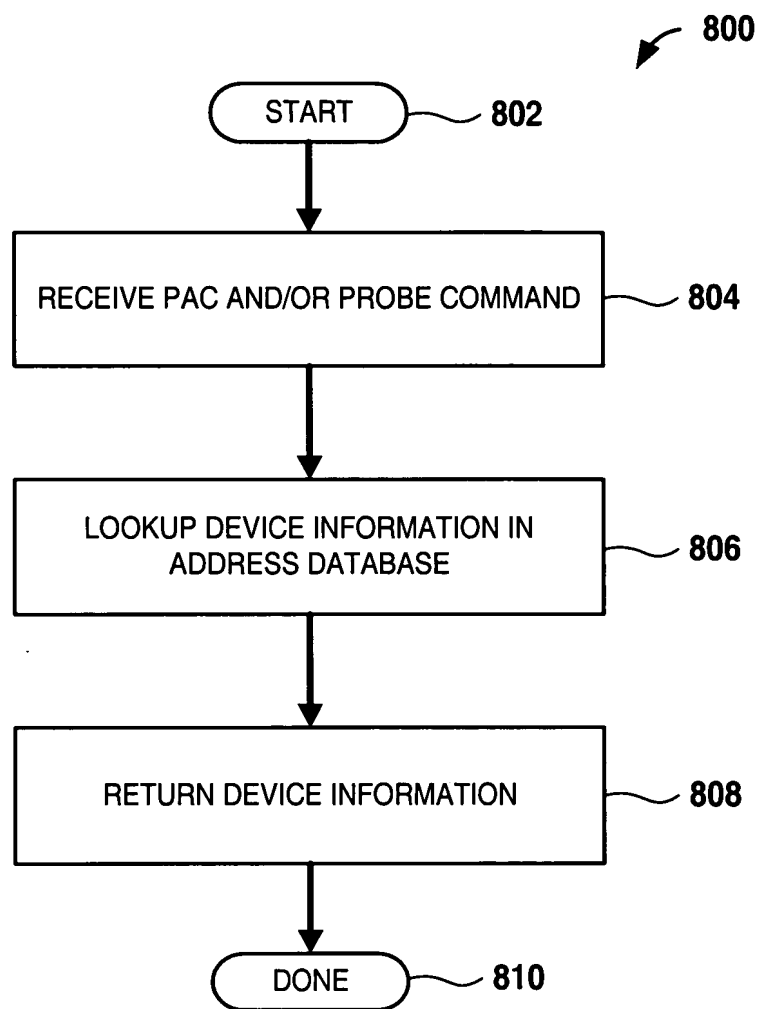 800
START
802
RECEIVE PAC AND/OR PROBE COMMAND
804
LOOKUP DEVICE INFORMATION IN
ADDRESS DATABASE
806
RETURN DEVICE INFORMATION
808
DONE
810